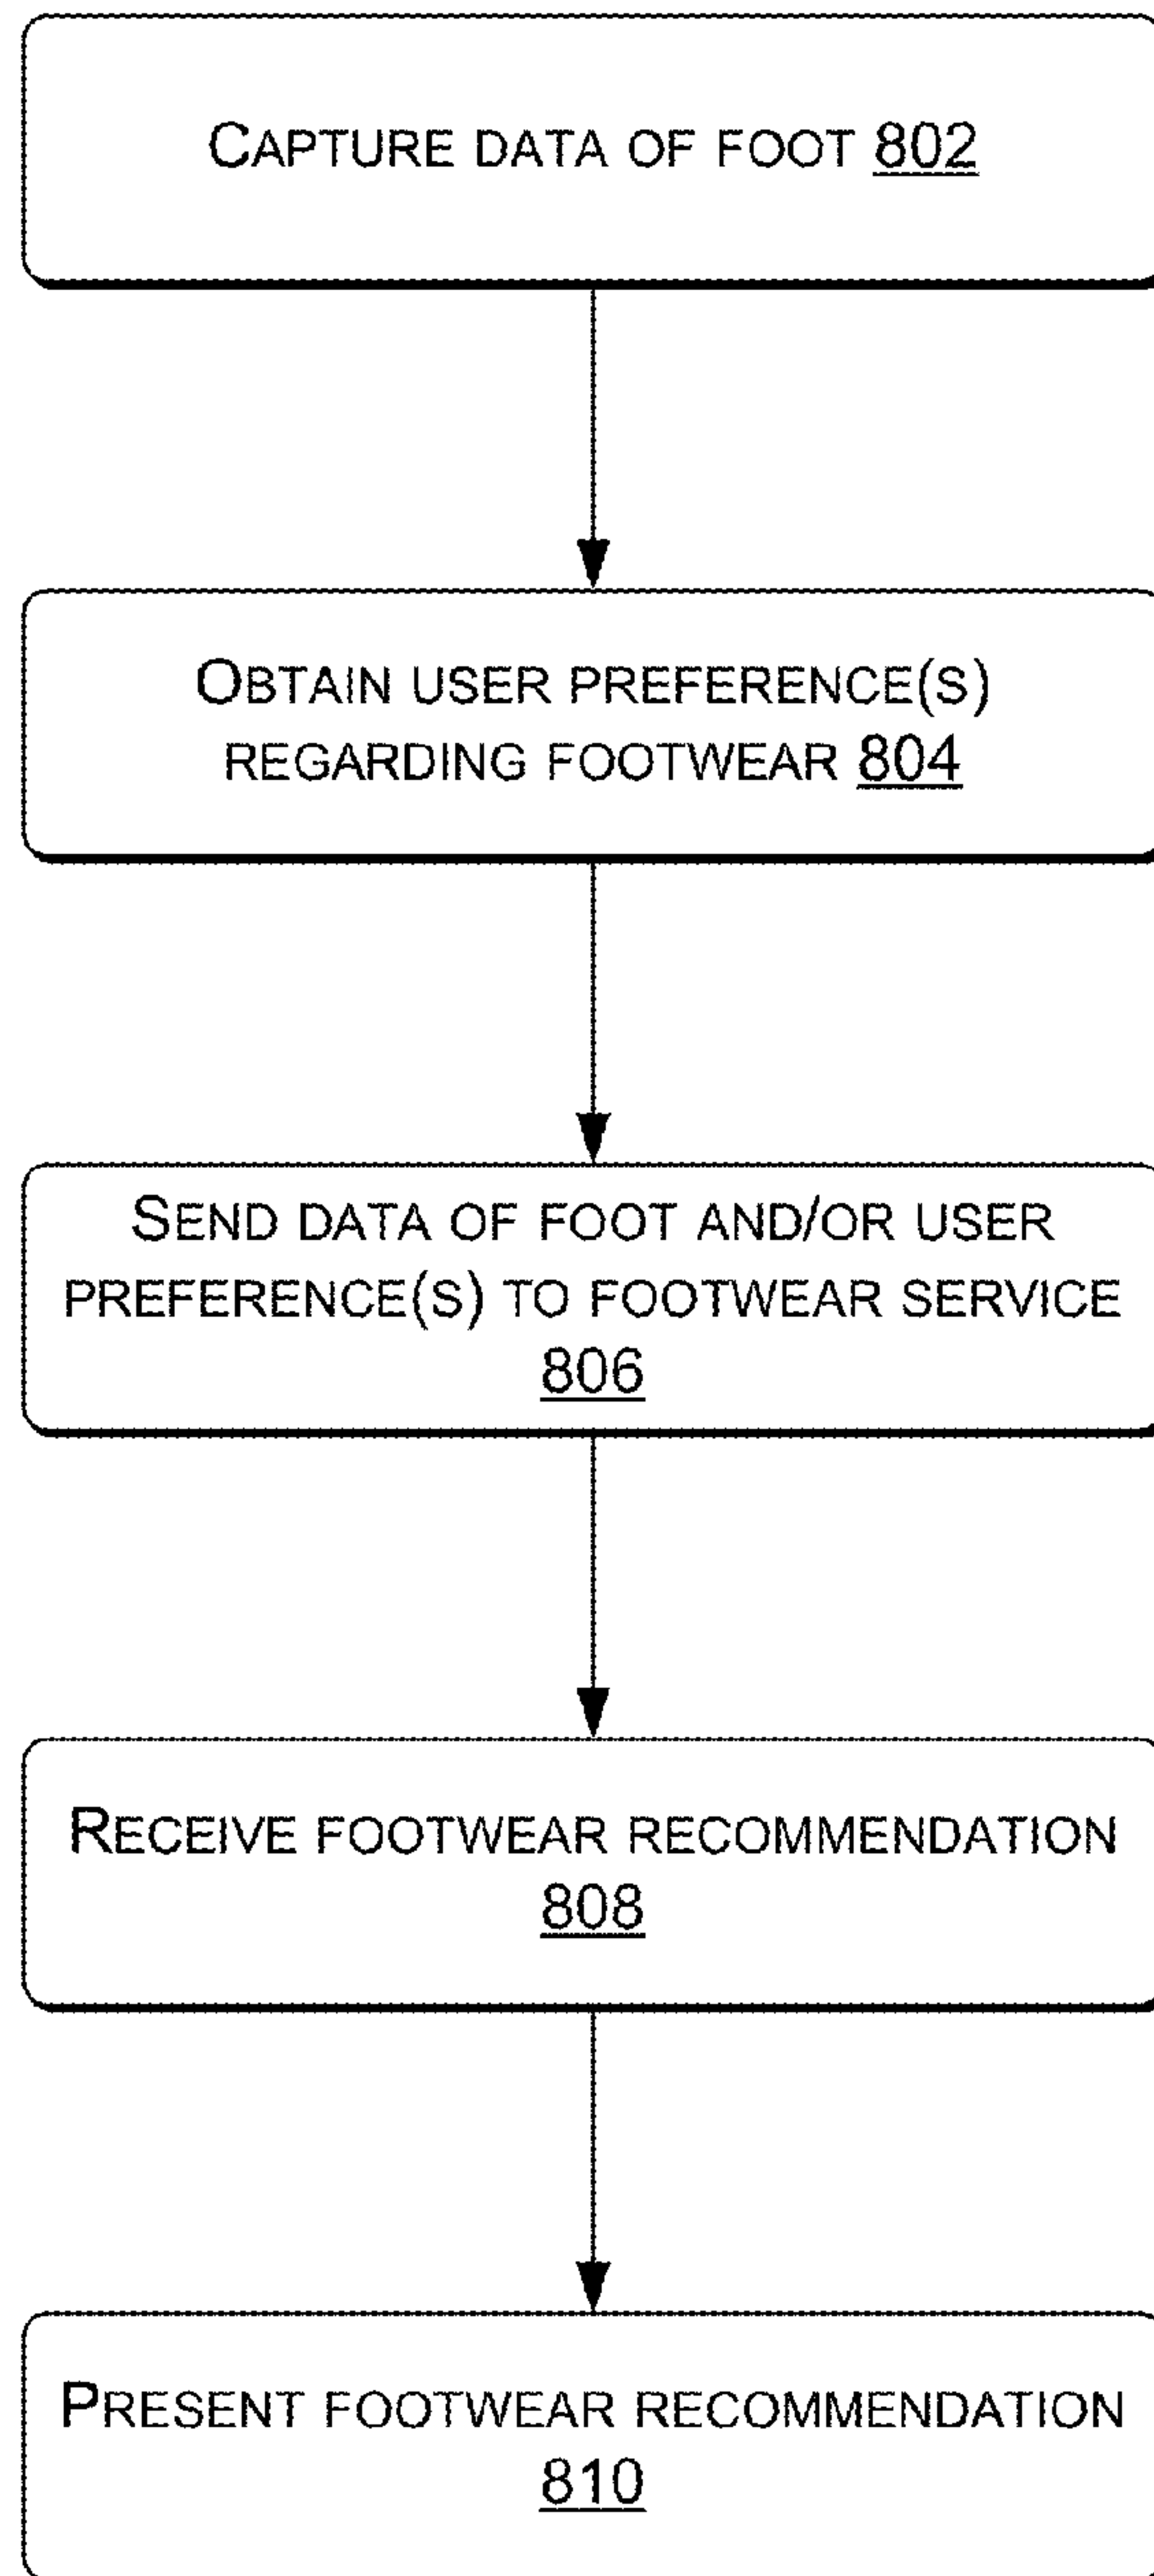 CAPTURE DATA OF FOOT 802
OBTAIN USER PREFERENCE(S)
REGARDING FOOTWEAR 804
SEND DATA OF FOOT AND/OR USER
PREFERENCE(S) TO FOOTWEAR SERVICE
806
RECEIVE FOOTWEAR RECOMMENDATION
808
PRESENT FOOTWEAR RECOMMENDATION
810